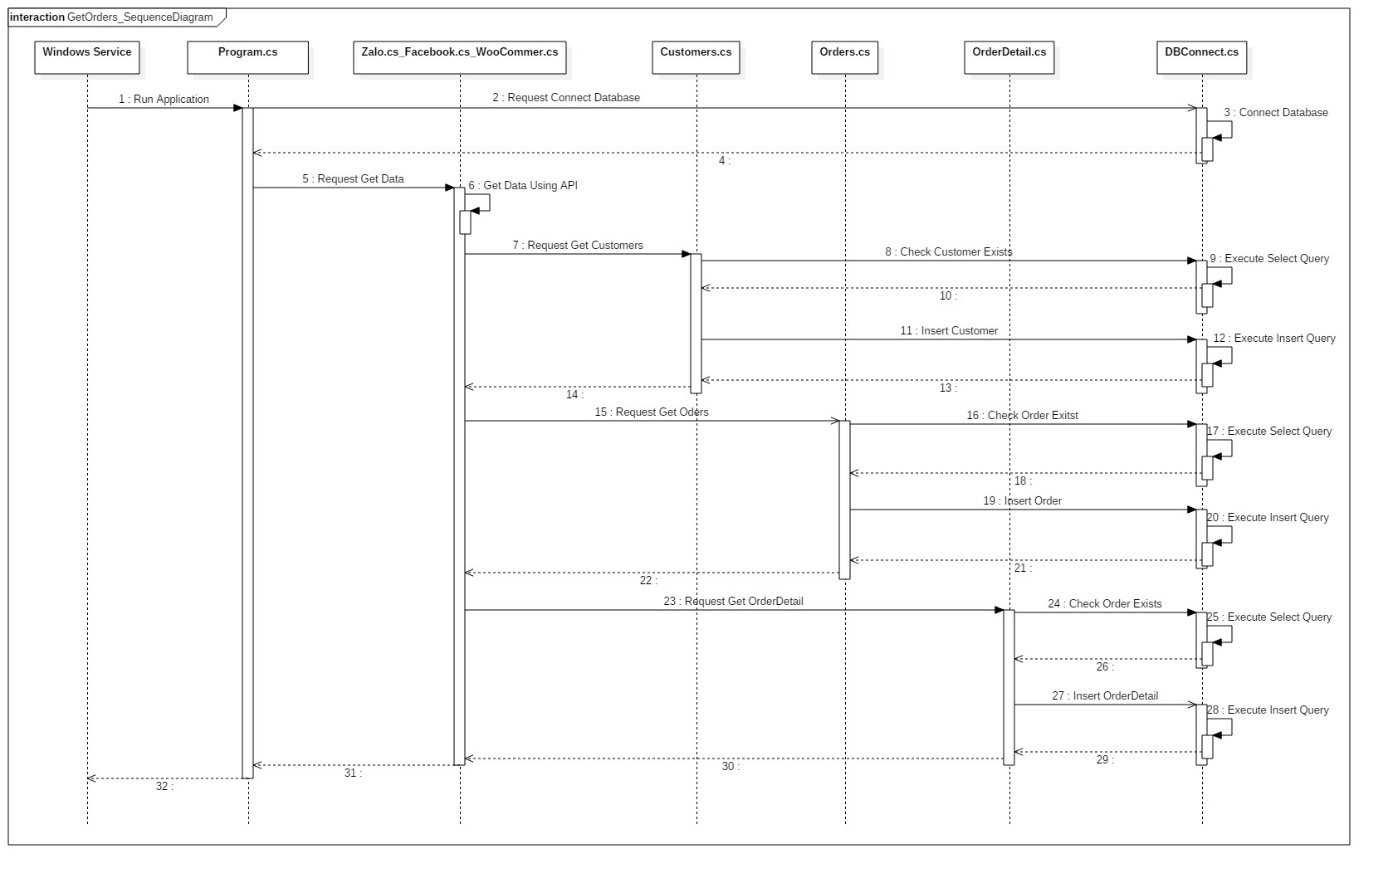 interaction GetOrders_SequenceDiagram
Windows Service
Program.cs
Zalo.cs_Facebook.cs_WooCommer.cs
Customers.cs
Orders.cs
OrderDetail.cs
DBConnect.cs
1 : Run Application
2 : Request Connect Database
3 : Connect Database
4 :
5 : Request Get Data
6 : Get Data Using API
7 : Request Get Customers
8 : Check Customer Exists
9 : Execute Select Query
10 :
11 : Insert Customer
12 : Execute Insert Query
13 :
14 :
15 : Request Get Oders
16 : Check Order Exitst
17 : Execute Select Query
18 :
19 : Insert Order
20 : Execute Insert Query
21 :
22 :
23 : Request Get OrderDetail
24 : Check Order Exists
25 : Execute Select Query
26 :
27 : Insert OrderDetail
28 : Execute Insert Query
29 :
30 :
31 :
32 :